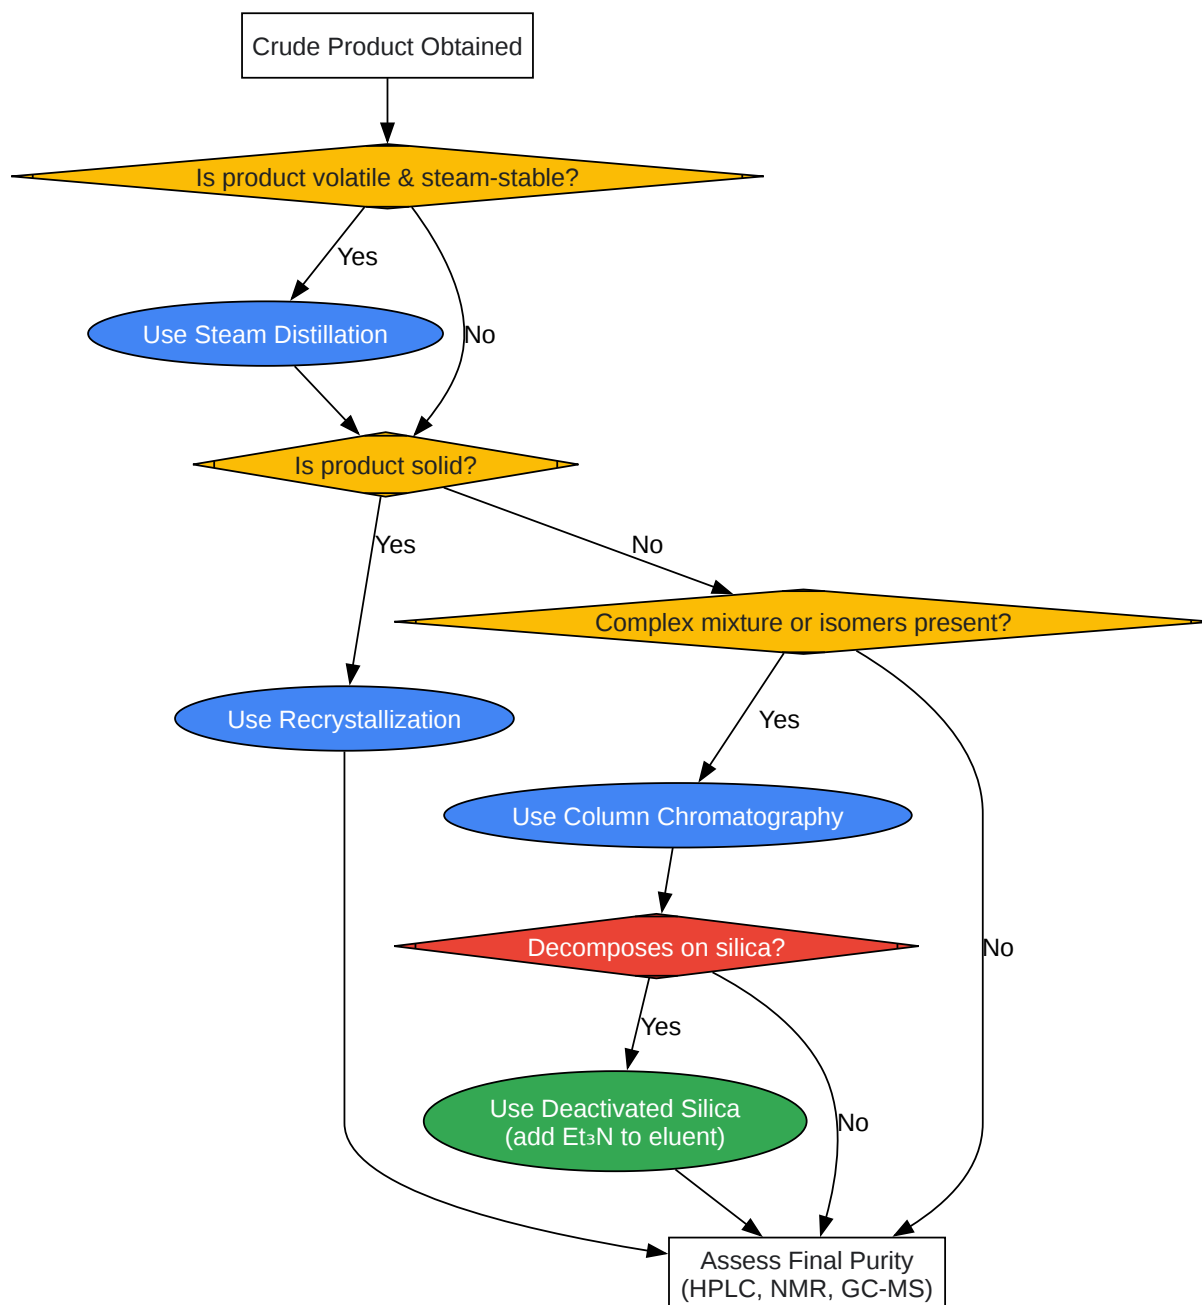 Crude Product Obtained
Is product volatile & steam-stable?
Yes
Use Steam Distillation
No
Is product solid?
Yes
No
Complex mixture or isomers present?
Use Recrystallization
Yes
Use Column Chromatography
Decomposes on silica?
No
Yes
Use Deactivated Silica
(add Et₃N to eluent)
No
Assess Final Purity
(HPLC, NMR, GC-MS)